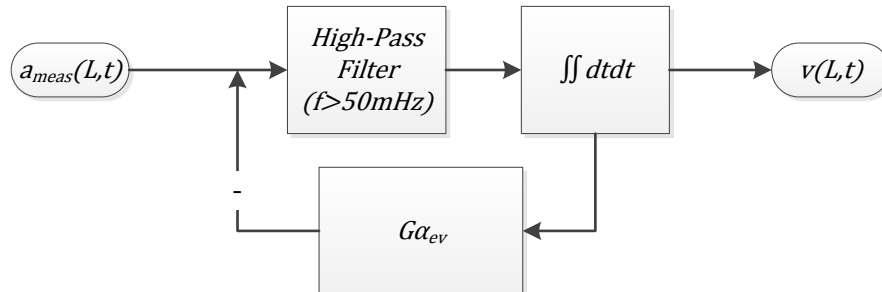 High-Pass
Filter
(f>50mHz)
a_meas(L,t)
∬ dtdt
v(L,t)
-
Gα_ev